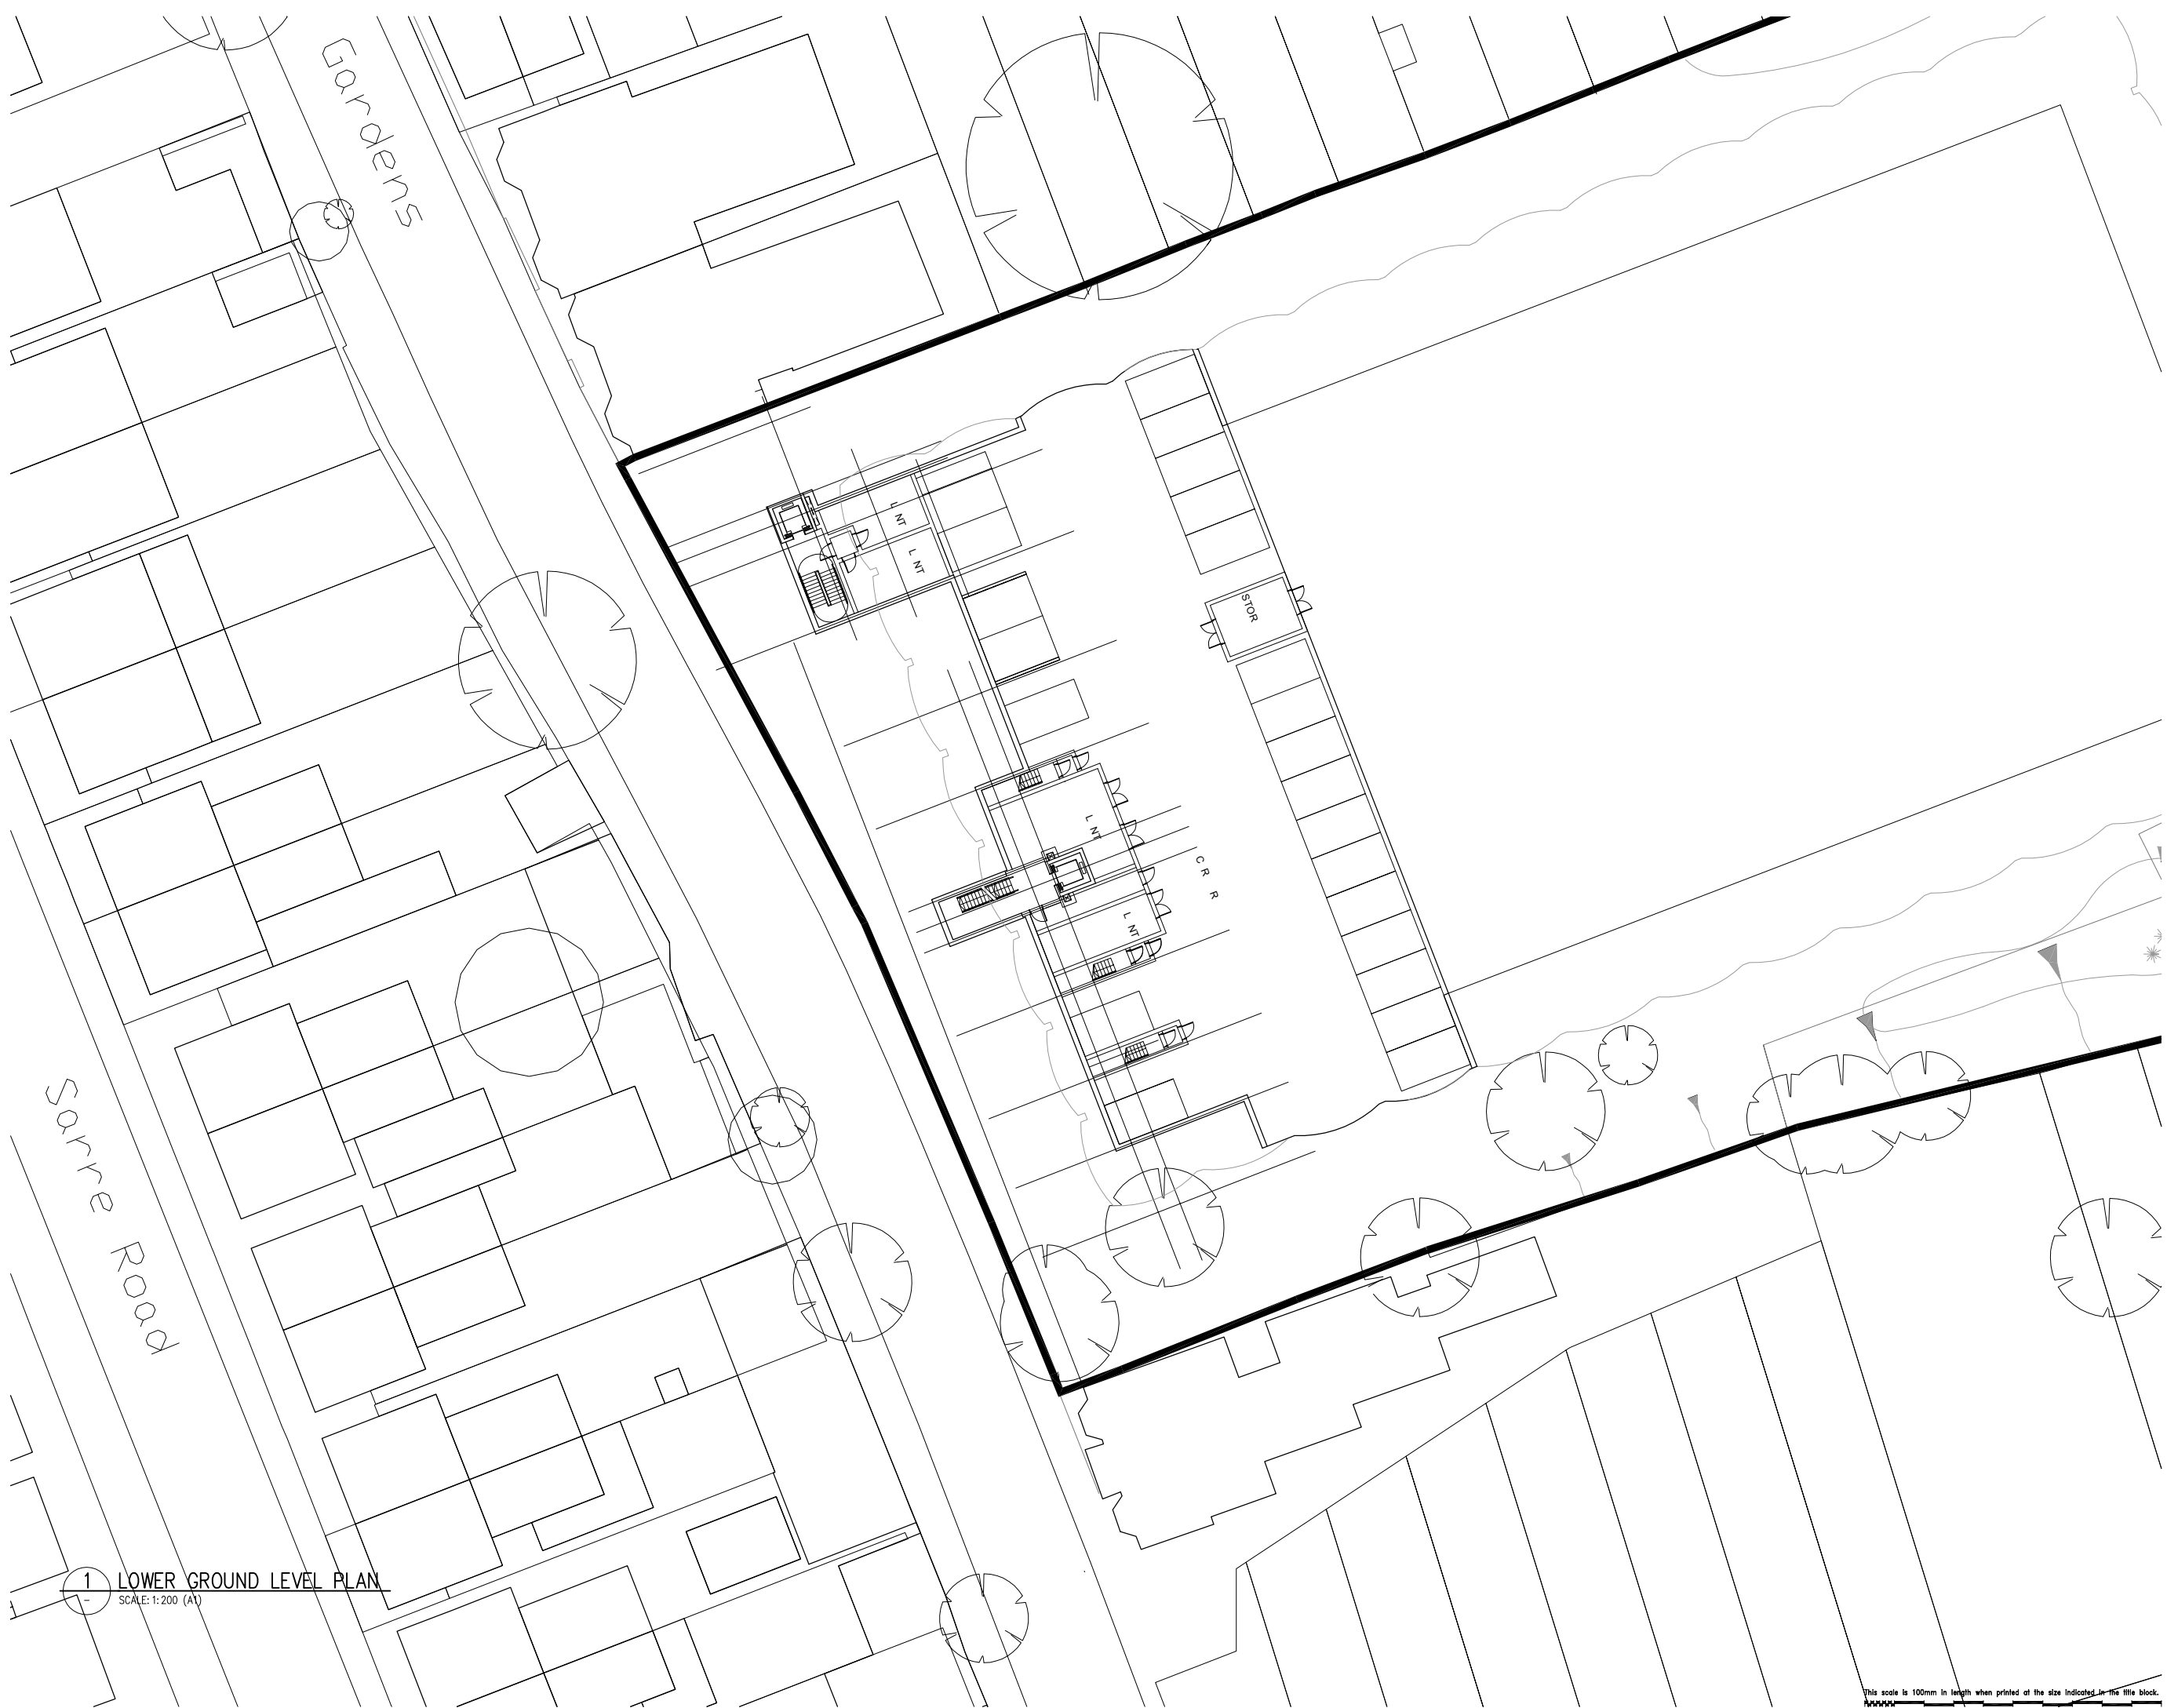 Gardens
L NT
L NT
STOR
L NT
C R R
L NT
Sarre Road
1
-
LOWER GROUND LEVEL PLAN
SCALE: 1: 200 (A1)
This scale is 100mm in length when printed at the size indicated in the title block.